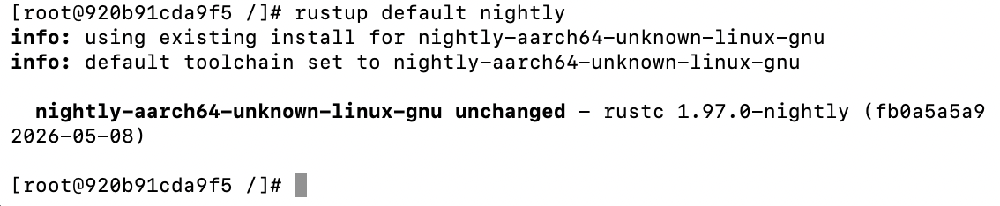 [root@920b91cda9f5 /]# rustup default nightly
info: using existing install for nightly-aarch64-unknown-linux-gnu
info: default toolchain set to nightly-aarch64-unknown-linux-gnu
nightly-aarch64-unknown-linux-gnu unchanged - rustc 1.97.0-nightly (fb0a5a5a9
2026-05-08)
[root@920b91cda9f5 /]#